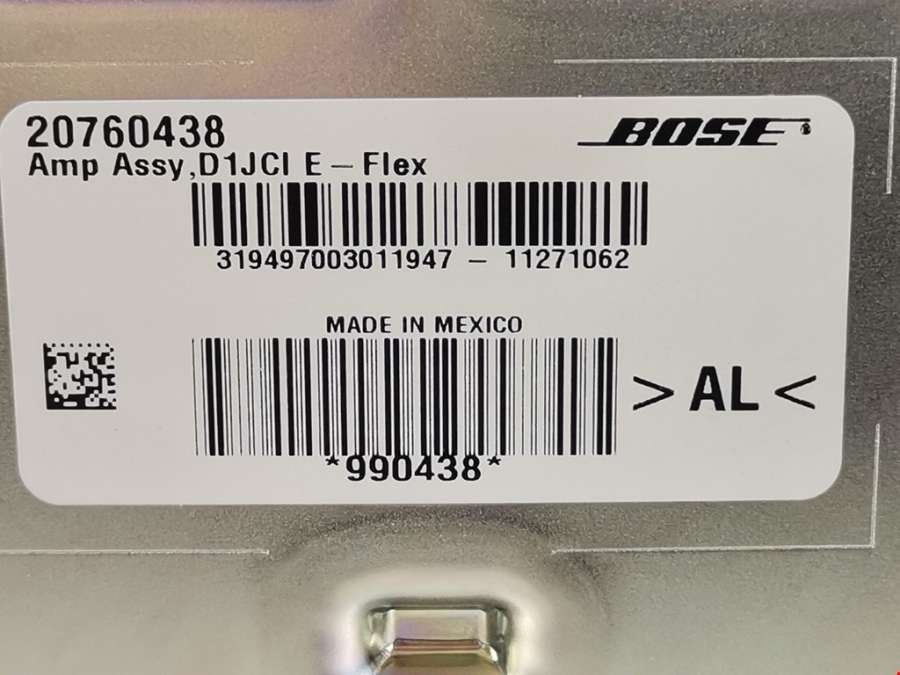 20760438
BOSE
Amp Assy,D1JCI E-Flex
319497003011947 - 11271062
MADE IN MEXICO
> AL <
*990438*